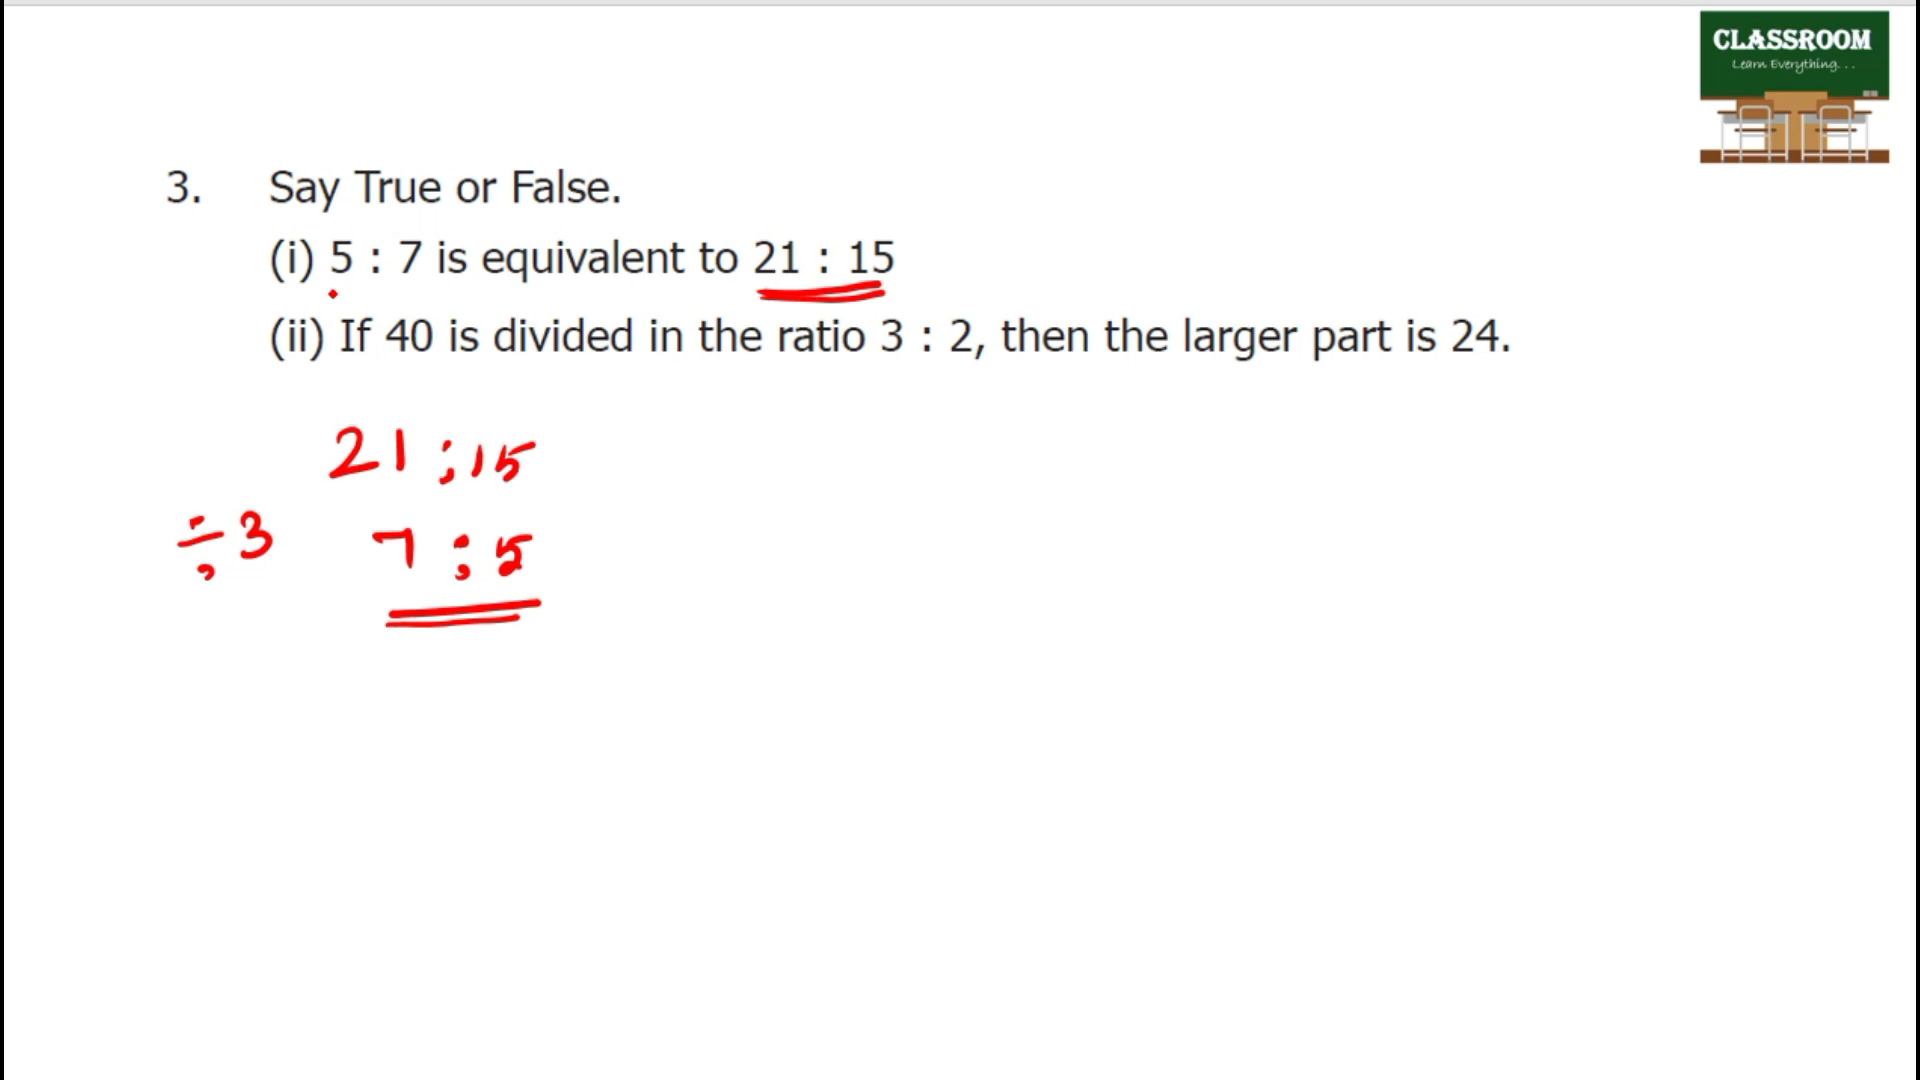 CLASSROOM
Learn Everything. . .
3. Say True or False.
(i) 5 : 7 is equivalent to 21 : 15
(ii) If 40 is divided in the ratio 3 : 2, then the larger part is 24.
21 : 15
÷ 3 7 : 5